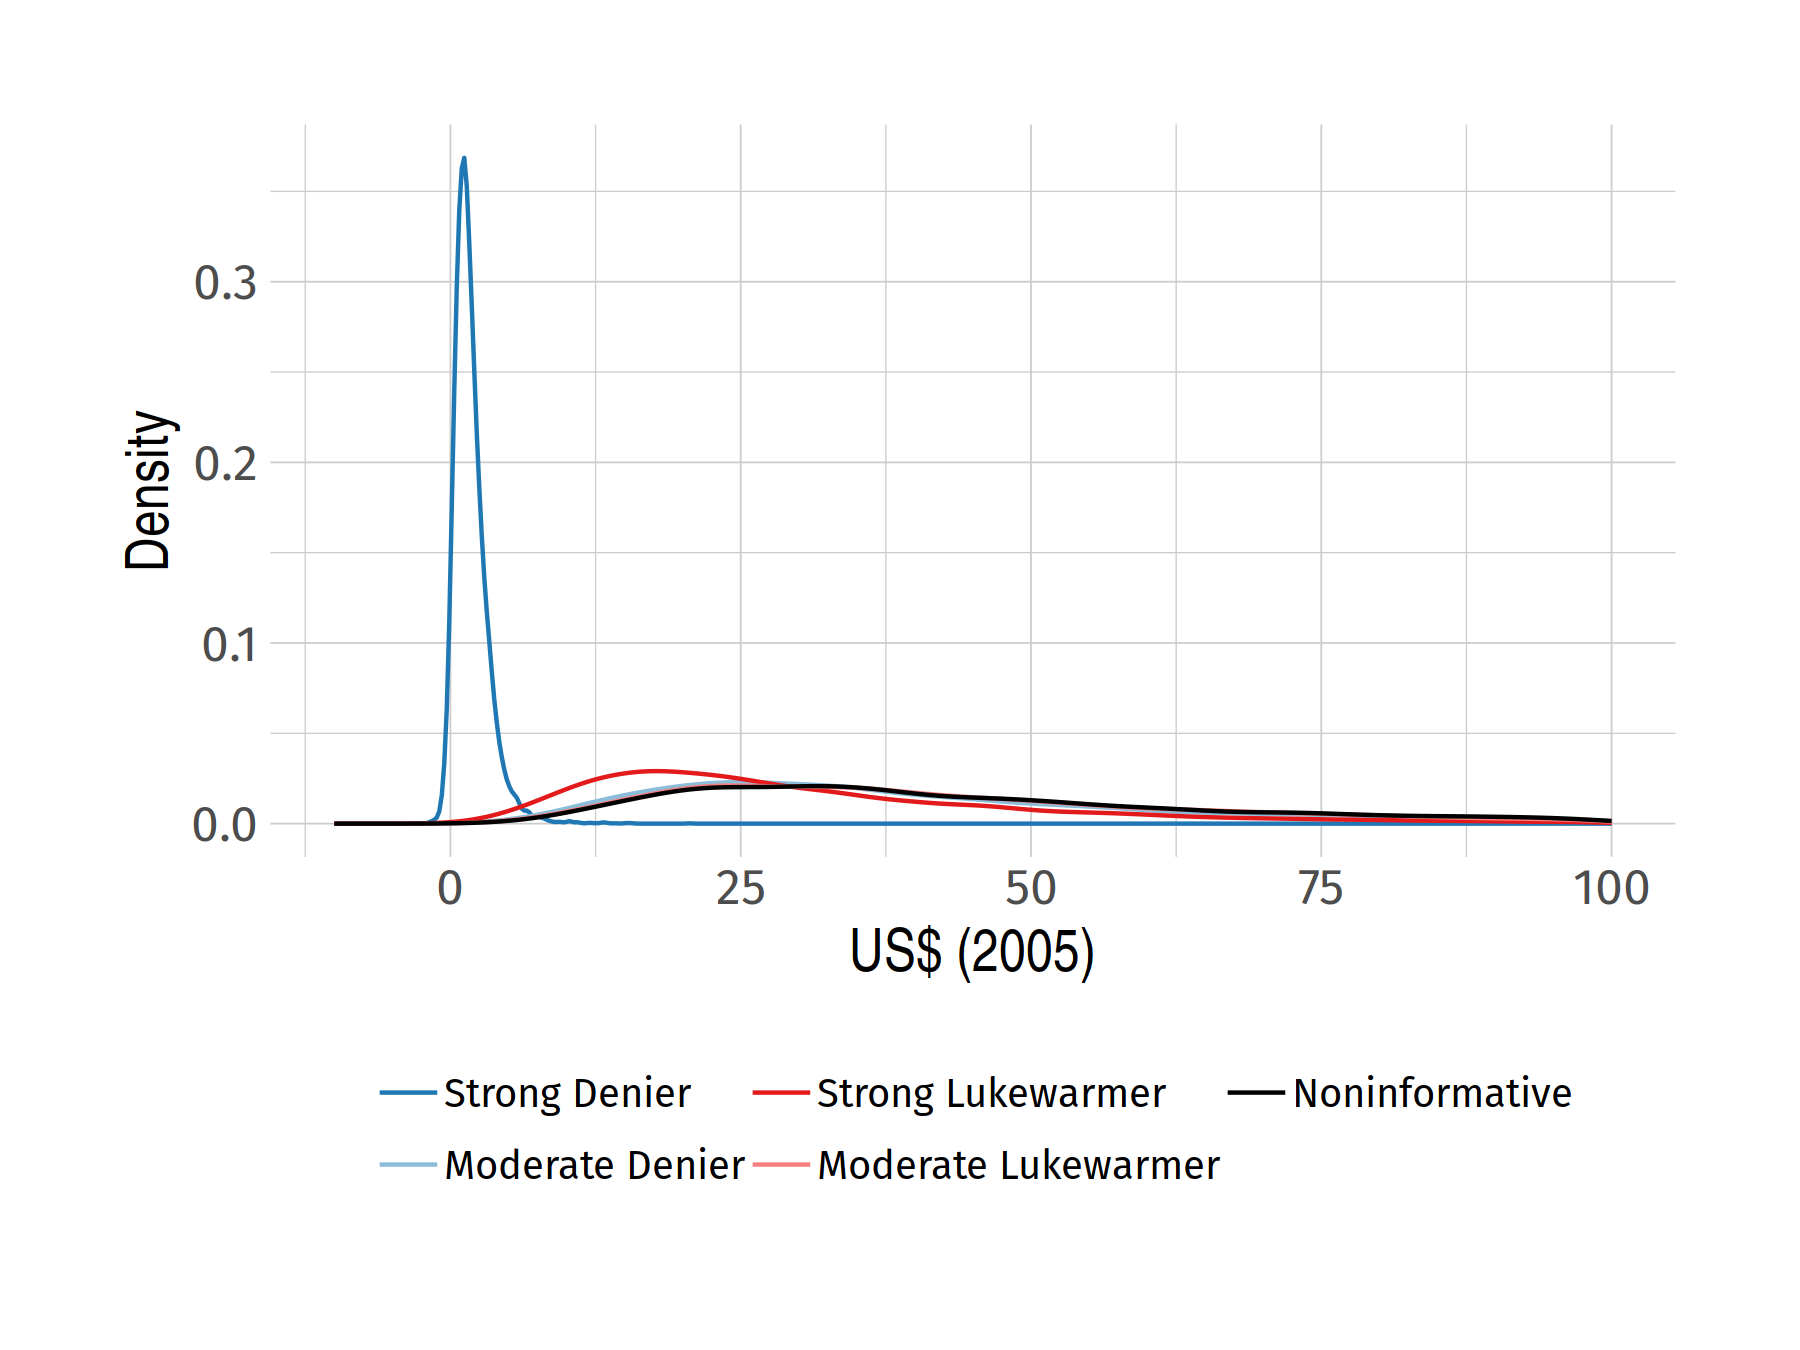 0.3
0.2
0.1
0.0
Density
0 25 50 75 100
US$ (2005)
Strong Denier Strong Lukewarmer Noninformative
Moderate Denier Moderate Lukewarmer